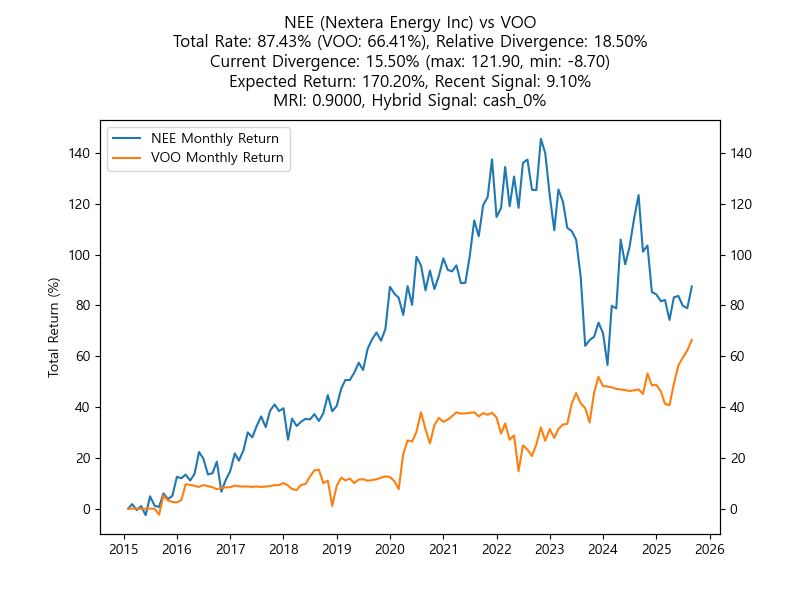 NEE (Nextera Energy Inc) vs VOO
Total Rate: 87.43% (VOO: 66.41%), Relative Divergence: 18.50%
Current Divergence: 15.50% (max: 121.90, min: -8.70)
Expected Return: 170.20%, Recent Signal: 9.10%
MRI: 0.9000, Hybrid Signal: cash_0%
NEE Monthly Return
VOO Monthly Return
Total Return (%)
140
120
100
80
60
40
20
0
140
120
100
80
60
40
20
0
2015 2016 2017 2018 2019 2020 2021 2022 2023 2024 2025 2026